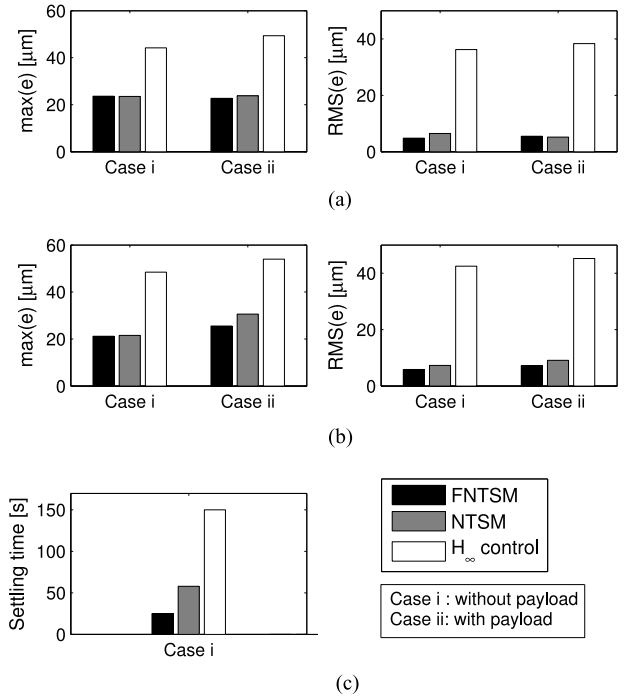 max(e) [μm]
60
40
20
0
Case i
Case ii
RMS(e) [μm]
40
20
0
Case i
Case ii
(a)
max(e) [μm]
60
40
20
0
Case i
Case ii
RMS(e) [μm]
40
20
0
Case i
Case ii
(b)
Settling time [s]
150
100
50
0
Case i
FNTSM
NTSM
H∞ control
Case i : without payload
Case ii: with payload
(c)